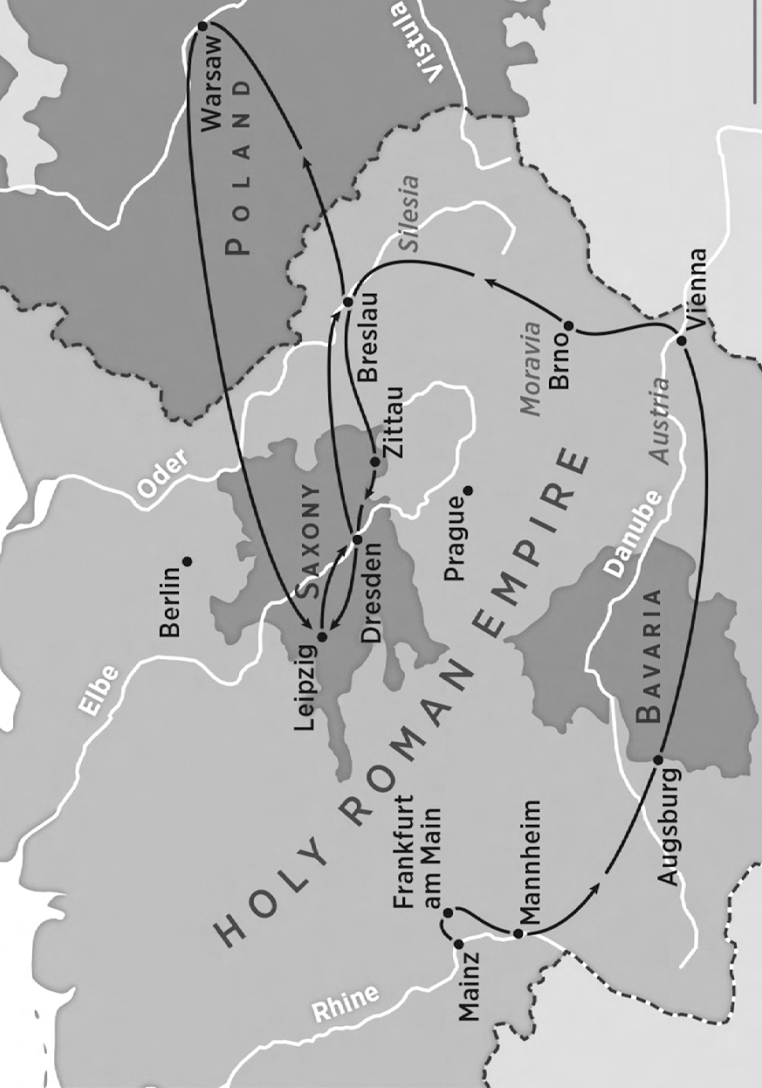 Warsaw
Vistula
POLAND
Silesia
Breslau
Vienna
Moravia
Brno
Austria
Zittau
Oder
SAXONY
Prague
Berlin
Dresden
Danube
BAVARIA
Elbe
Leipzig
HOLY ROMAN EMPIRE
Frankfurt
am Main
Mannheim
Augsburg
Mainz
Rhine